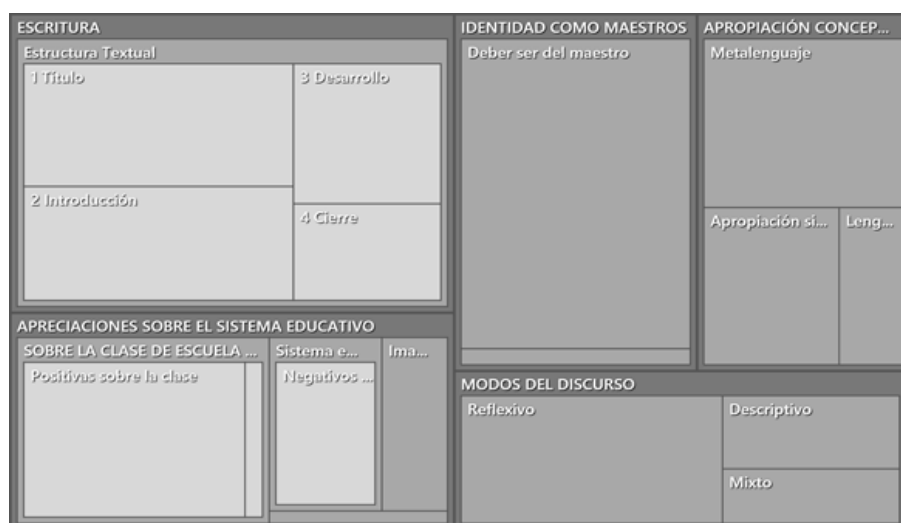 ESCRITURA
Estructura Textual
1 Título
3 Desarrollo
2 Introducción
4 Cierre
IDENTIDAD COMO MAESTROS
Deber ser del maestro
APROPIACIÓN CONCEP...
Metalenguaje
Apropiación si...
Leng...
APRECIACIONES SOBRE EL SISTEMA EDUCATIVO
SOBRE LA CLASE DE ESCUELA ...
Positivas sobre la clase
Sistema e...
Negativos ...
Ima...
MODOS DEL DISCURSO
Reflexivo
Descriptivo
Mixto